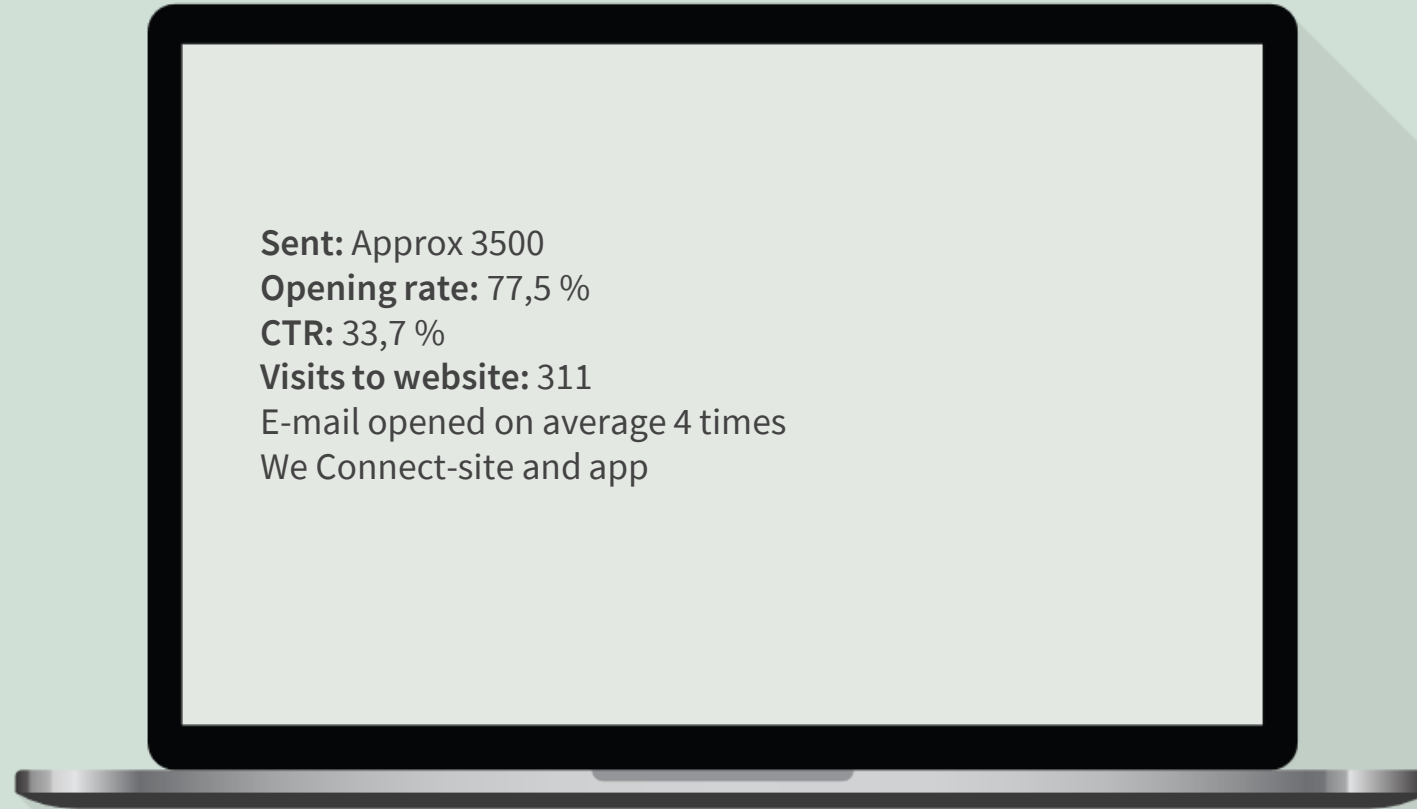 Sent: Approx 3500
Opening rate: 77,5 %
CTR: 33,7 %
Visits to website: 311
E-mail opened on average 4 times
We Connect-site and app